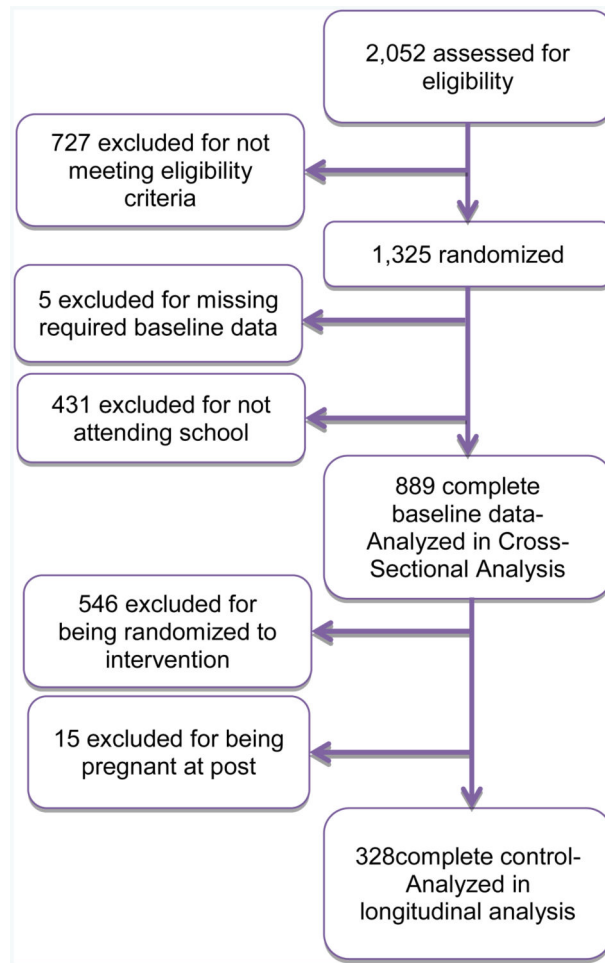 2,052 assessed for
eligibility
727 excluded for not
meeting eligibility
criteria
1,325 randomized
5 excluded for missing
required baseline data
431 excluded for not
attending school
889 complete
baseline data-
Analyzed in Cross-
Sectional Analysis
546 excluded for
being randomized to
intervention
15 excluded for being
pregnant at post
328complete control-
Analyzed in
longitudinal analysis